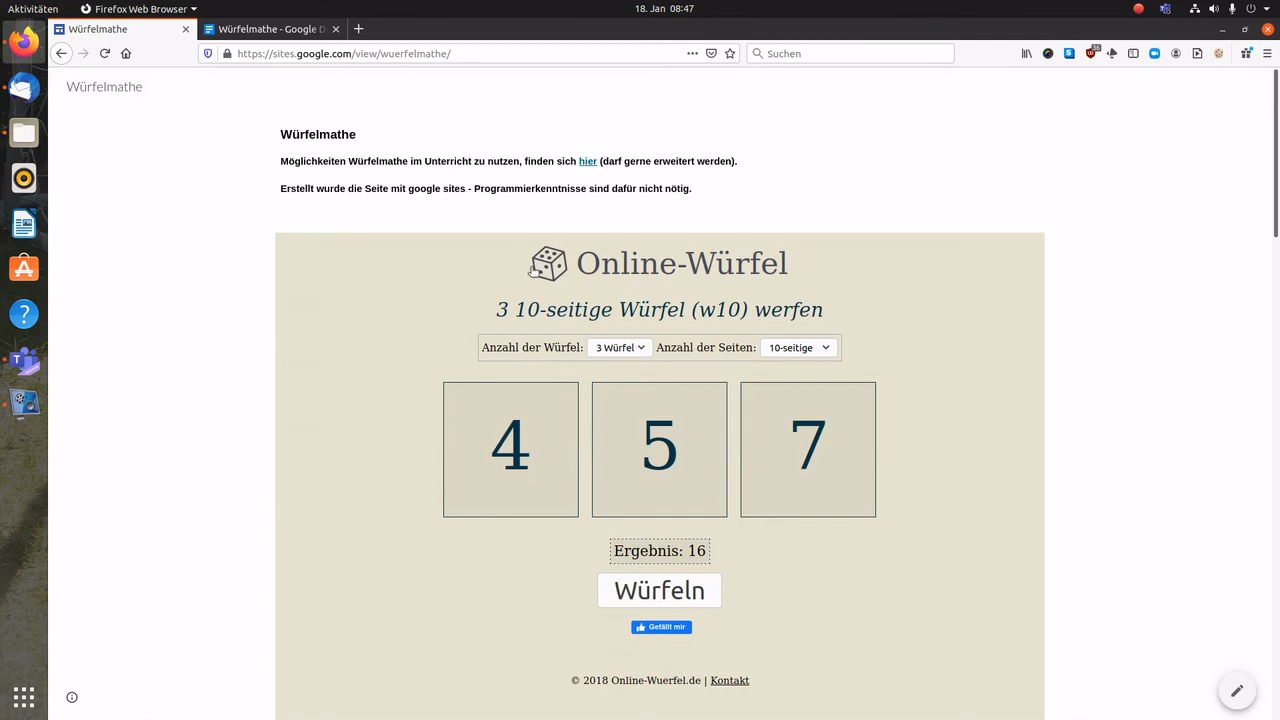 Aktivitäten
Firefox Web Browser
18. Jan 08:47
Würfelmathe
Würfelmathe - Google D
https://sites.google.com/view/wuerfelmathe/
Suchen
36
Würfelmathe
Würfelmathe
Möglichkeiten Würfelmathe im Unterricht zu nutzen, finden sich hier (darf gerne erweitert werden).
Erstellt wurde die Seite mit google sites - Programmierkenntnisse sind dafür nicht nötig.
Online-Würfel
3 10-seitige Würfel (w10) werfen
Anzahl der Würfel: 3 Würfel Anzahl der Seiten: 10-seitige
4 5 7
Ergebnis: 16
Würfeln
Gefällt mir
© 2018 Online-Wuerfel.de | Kontakt